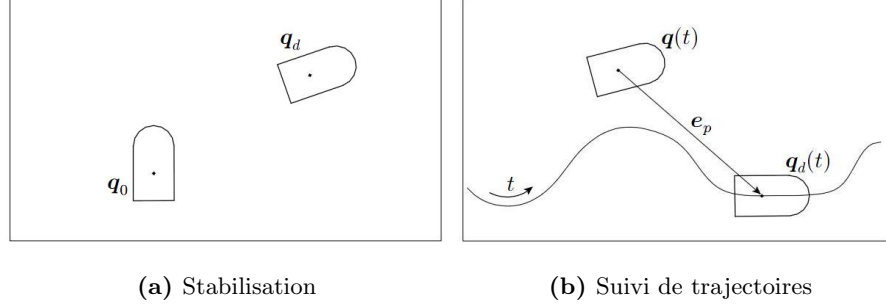 q_d
q_0
(a) Stabilisation
q(t)
e_p
q_d(t)
t
(b) Suivi de trajectoires